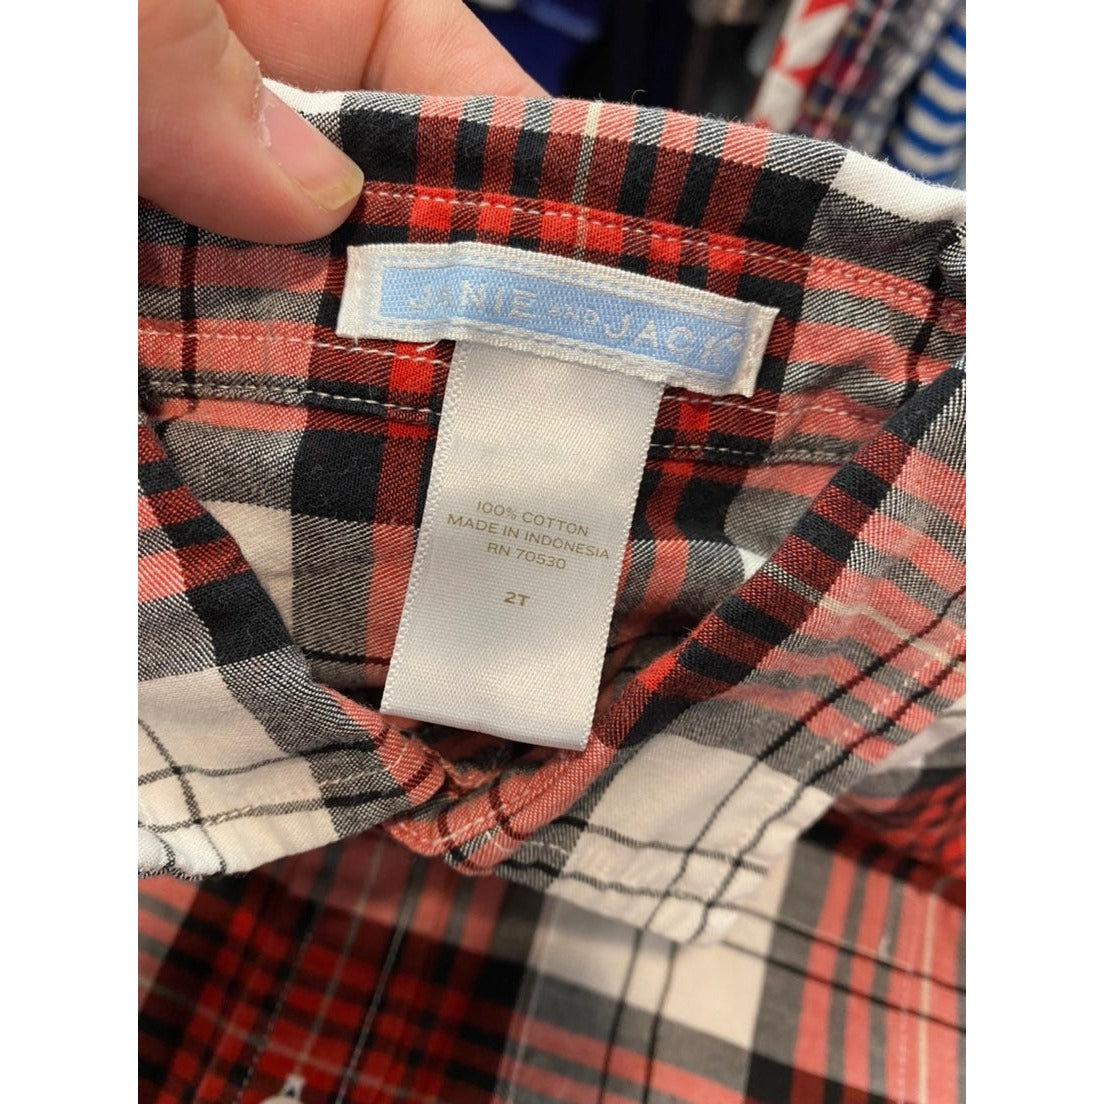 JANIE AND JACK®
100% COTTON
MADE IN INDONESIA
RN 70530
2T